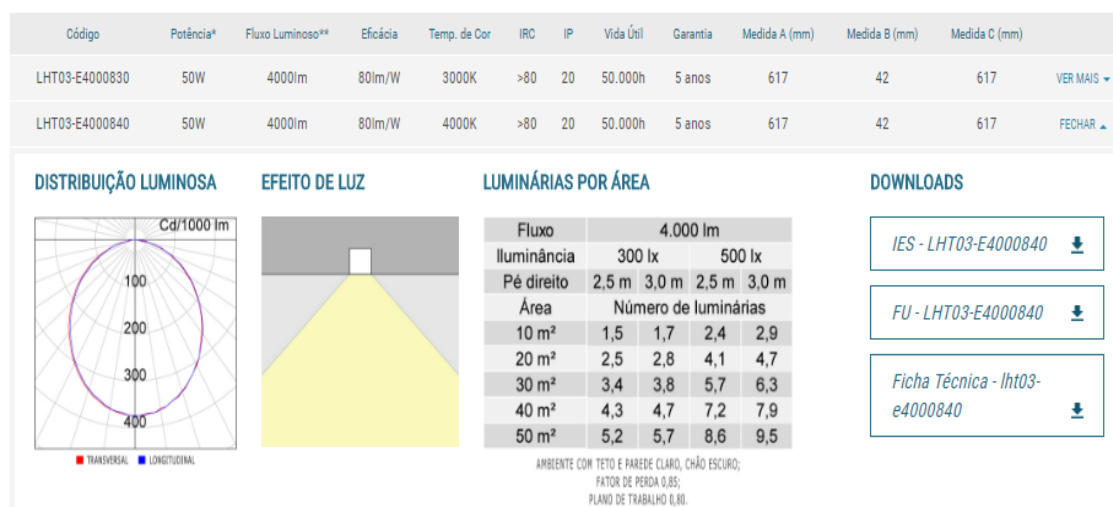 Código Potência* Fluxo Luminoso** Eficácia Temp. de Cor IRC IP Vida Útil Garantia Medida A (mm) Medida B (mm) Medida C (mm)
LHT03-E4000830 50W 4000lm 80lm/W 3000K >80 20 50.000h 5 anos 617 42 617 VER MAIS
LHT03-E4000840 50W 4000lm 80lm/W 4000K >80 20 50.000h 5 anos 617 42 617 FECHAR
DISTRIBUIÇÃO LUMINOSA
Cd/1000 lm
100
200
300
400
TRANSVERSAL LONGITUDINAL
EFEITO DE LUZ
LUMINÁRIAS POR ÁREA
Fluxo 4.000 lm
Iluminância 300 lx 500 lx
Pé direito 2,5 m 3,0 m 2,5 m 3,0 m
Área Número de luminárias
10 m² 1,5 1,7 2,4 2,9
20 m² 2,5 2,8 4,1 4,7
30 m² 3,4 3,8 5,7 6,3
40 m² 4,3 4,7 7,2 7,9
50 m² 5,2 5,7 8,6 9,5
AMBIENTE COM TETO E PAREDE CLARO, CHÃO ESCURO;
FATOR DE PERDA 0,85;
PLANO DE TRABALHO 0,80.
DOWNLOADS
IES - LHT03-E4000840
FU - LHT03-E4000840
Ficha Técnica - lht03-
e4000840